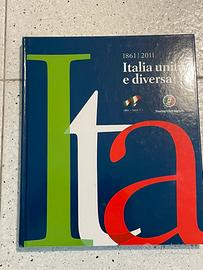 1861 | 2011
Italia unita
e diversa
Ita